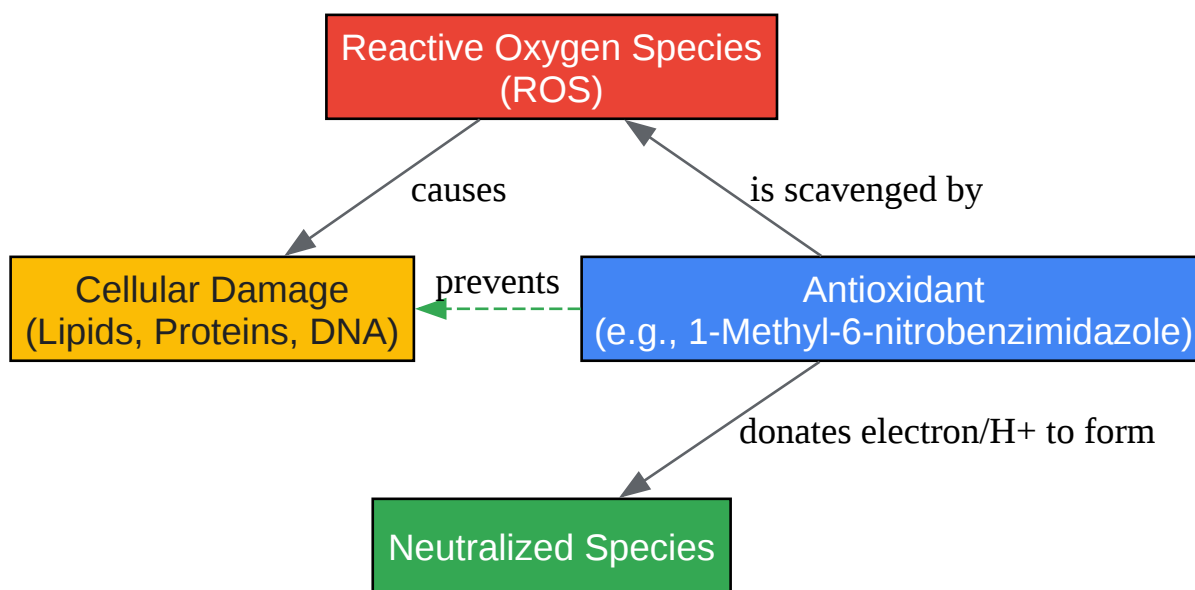 Reactive Oxygen Species
(ROS)
causes
is scavenged by
Cellular Damage
(Lipids, Proteins, DNA)
prevents
Antioxidant
(e.g., 1-Methyl-6-nitrobenzimidazole)
donates electron/H+ to form
Neutralized Species